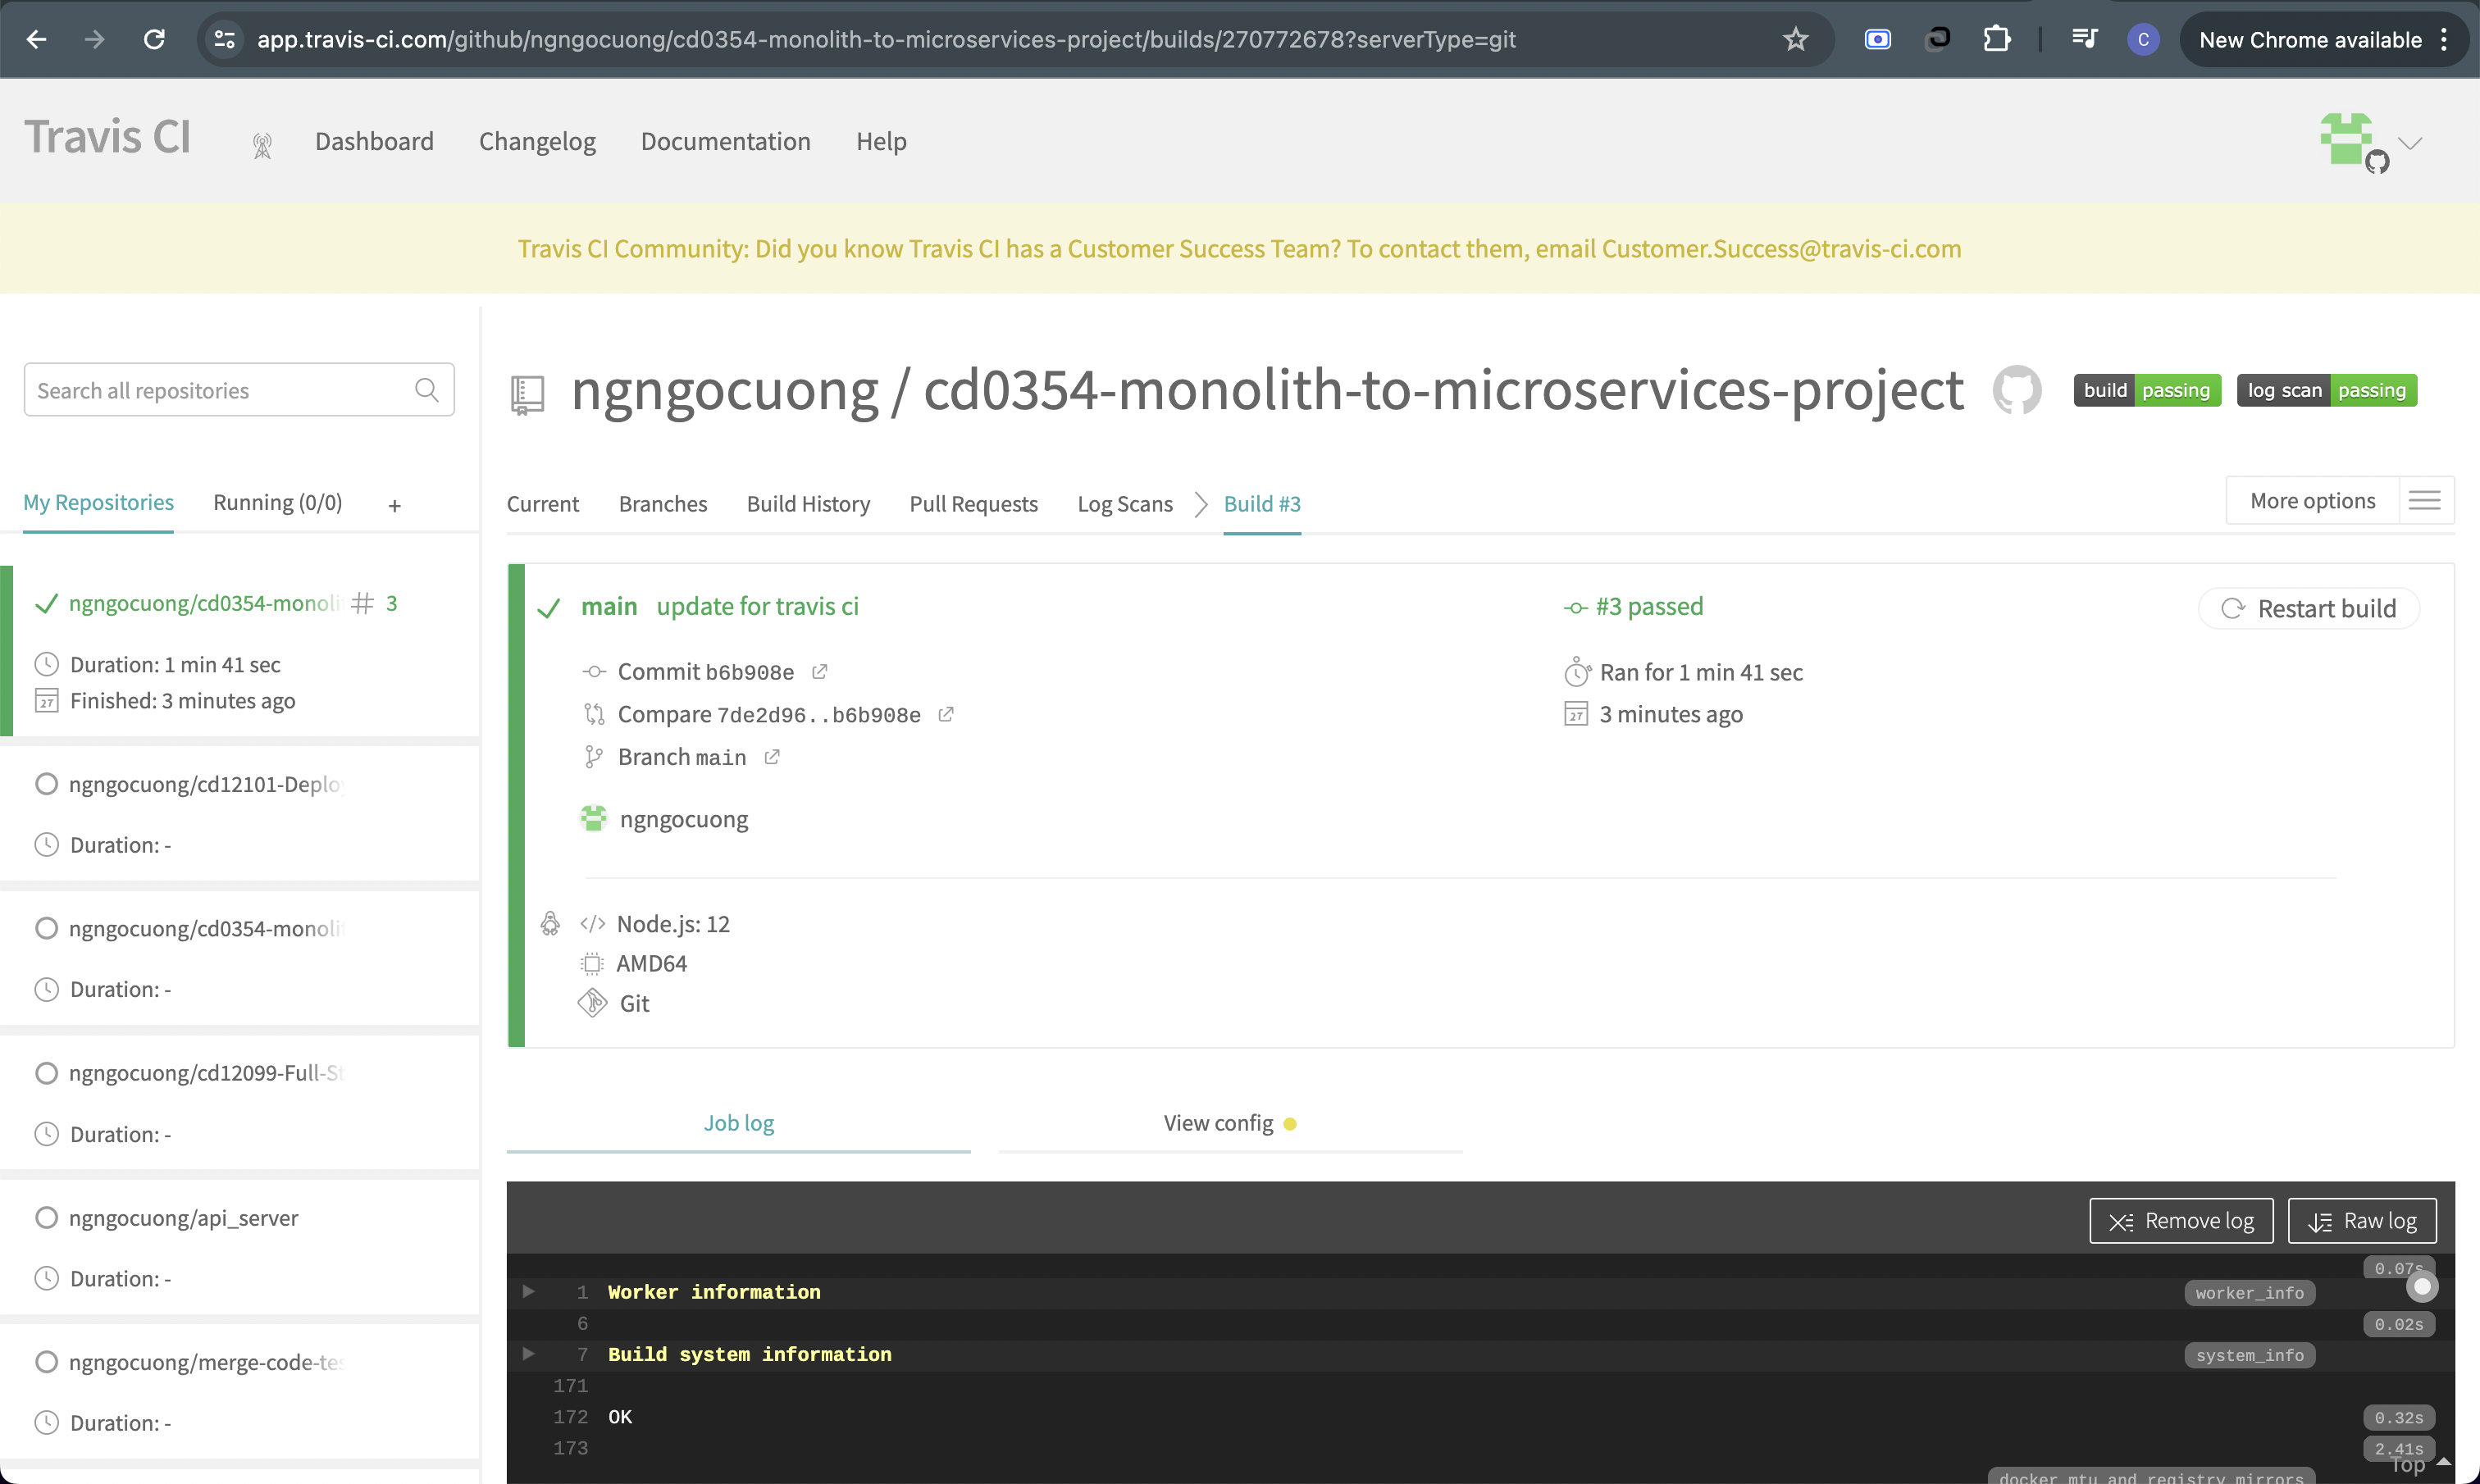 app.travis-ci.com/github/ngngocuong/cd0354-monolith-to-microservices-project/builds/270772678?serverType=git
C
New Chrome available
Travis CI
Dashboard
Changelog
Documentation
Help
Travis CI Community: Did you know Travis CI has a Customer Success Team? To contact them, email Customer.Success@travis-ci.com
Search all repositories
My Repositories
Running (0/0)
+
ngngocuong/cd0354-monoli
# 3
Duration: 1 min 41 sec
27
Finished: 3 minutes ago
ngngocuong/cd12101-Deploy
Duration: -
ngngocuong/cd0354-monolit
Duration: -
ngngocuong/cd12099-Full-St
Duration: -
ngngocuong/api_server
Duration: -
ngngocuong/merge-code-tes
Duration: -
ngngocuong / cd0354-monolith-to-microservices-project
build passing
log scan passing
Current
Branches
Build History
Pull Requests
Log Scans
Build #3
More options
main update for travis ci
Commit b6b908e
Compare 7de2d96..b6b908e
Branch main
ngngocuong
#3 passed
Ran for 1 min 41 sec
27
3 minutes ago
Restart build
</> Node.js: 12
AMD64
Git
Job log
View config
Remove log
Raw log
0.07s
1 Worker information
worker_info
6
0.02s
7 Build system information
system_info
171
172 OK
0.32s
173
2.41s
Top
docker_mtu_and_registry_mirrors